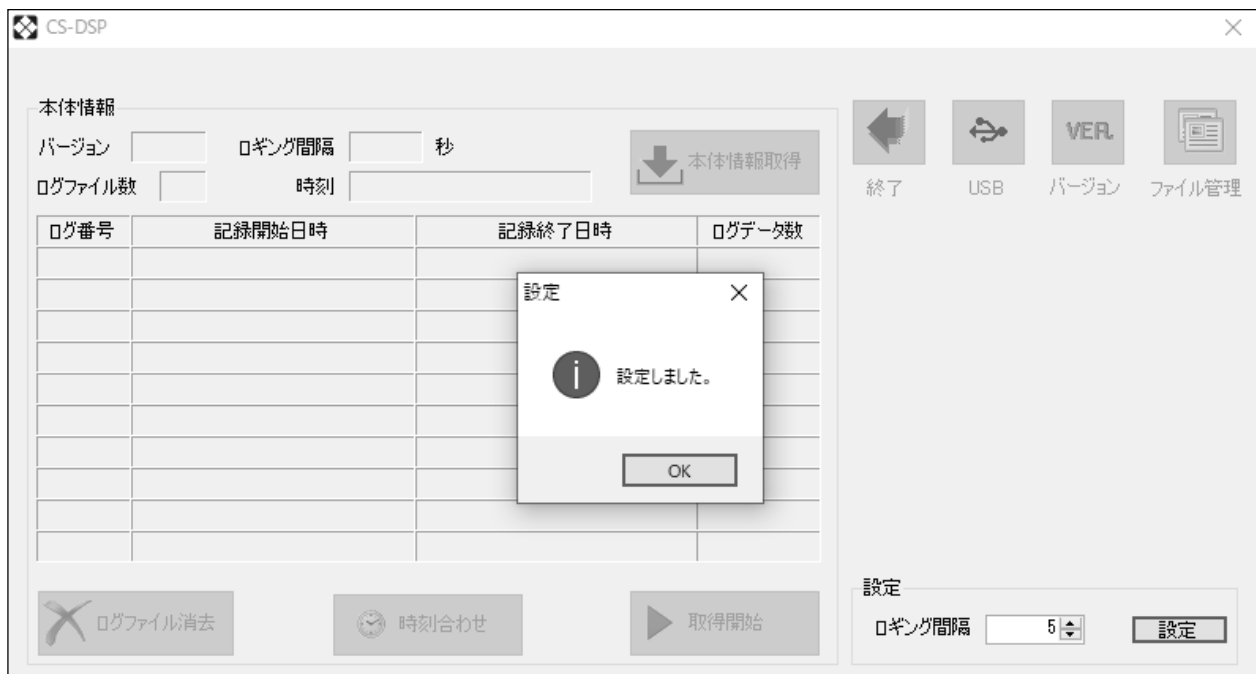 CS-DSP
本体情報
バージョン ロギング間隔 秒
本体情報取得
ログファイル数 時刻
終了 USB バージョン ファイル管理
VER.
ログ番号 記録開始日時 記録終了日時 ログデータ数
設定
設定しました。
OK
ログファイル消去 時刻合わせ 取得開始
設定
ロギング間隔 5 設定